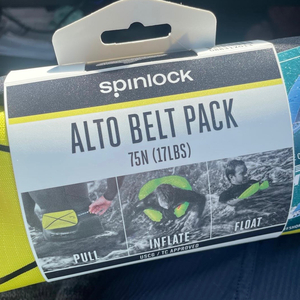 spinlock
ALTO BELT PACK
75N (17LBS)
PULL
INFLATE
FLOAT
USCG / TC APPROVED